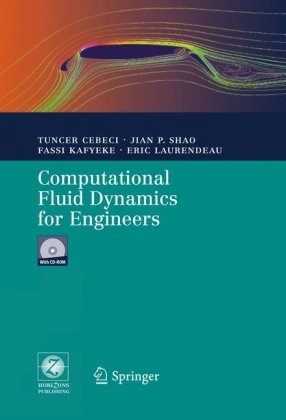 TUNCER CEBECI · JIAN P. SHAO
FASSI KAFYEKE · ERIC LAURENDEAU
Computational
Fluid Dynamics
for Engineers
With CD-ROM
HORIZONS
PUBLISHING
Springer